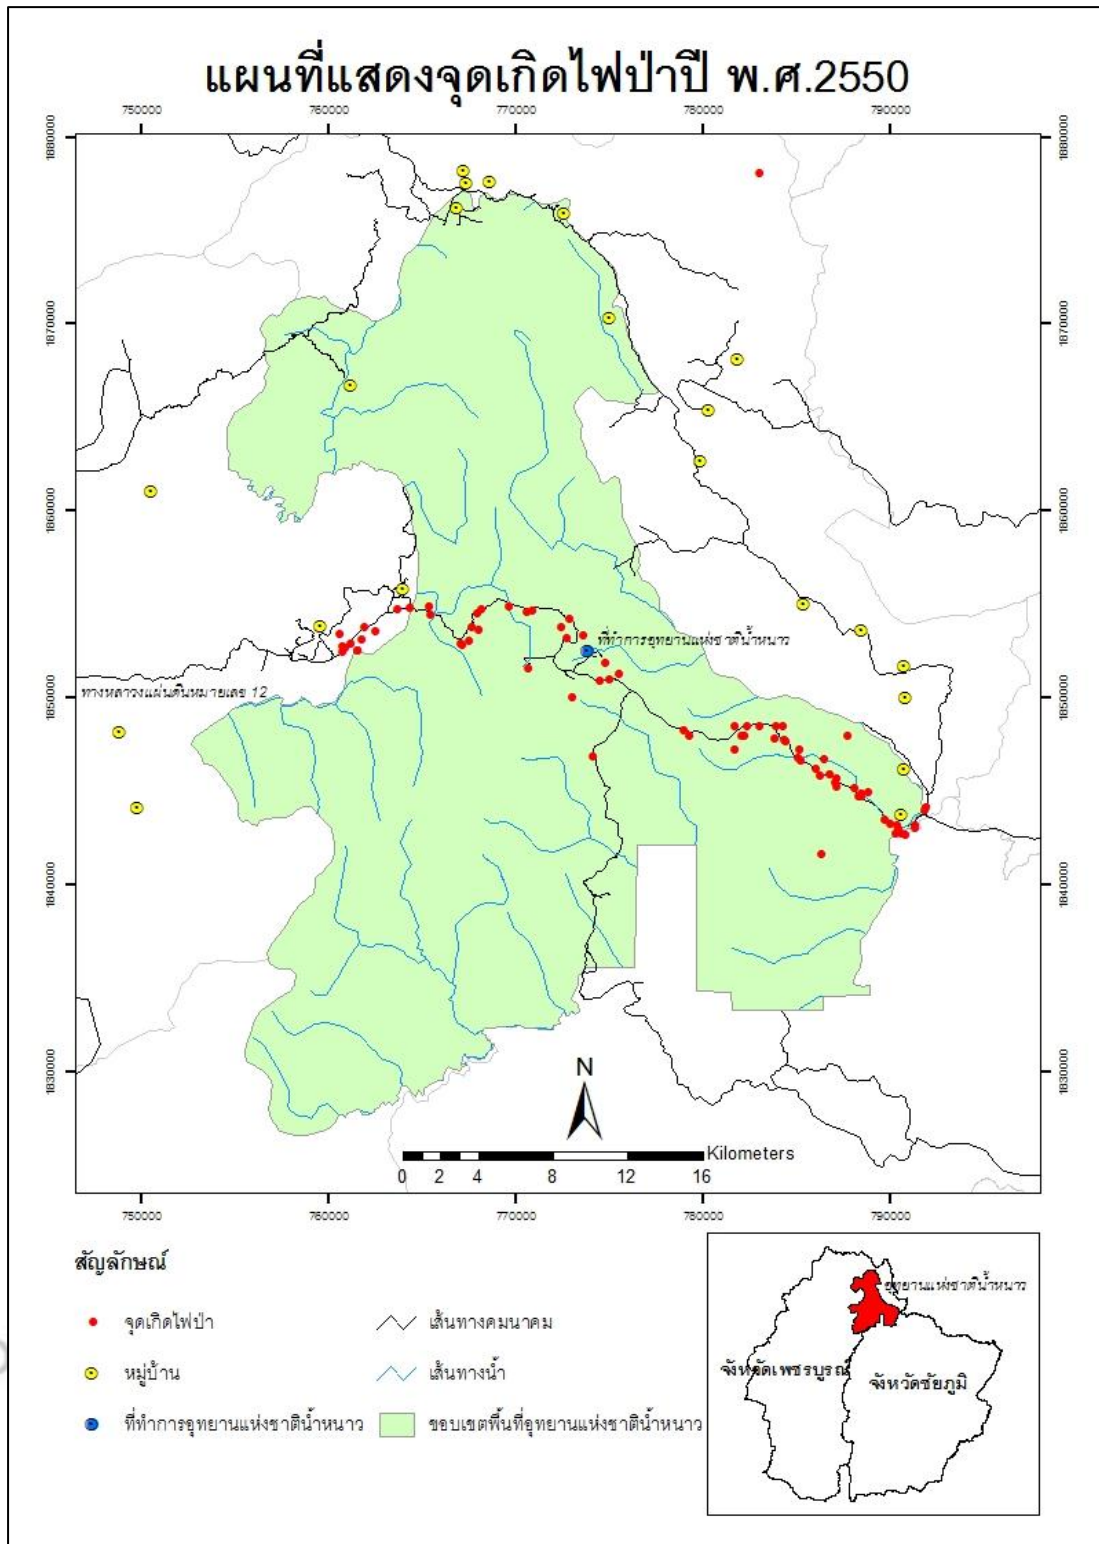 แผนที่แสดงจุดเกิดไฟป่าปี พ.ศ.2550
750000 760000 770000 780000 790000
1880000 1880000
1870000 1870000
1860000 1860000
ที่ทำการอุทยานแห่งชาติน้ำหนาว
ทางหลวงแผ่นดินหมายเลข 12
1850000 1850000
1840000 1840000
1830000 1830000
N
Kilometers
0 2 4 8 12 16
750000 760000 770000 780000 790000
สัญลักษณ์
จุดเกิดไฟป่า
เส้นทางคมนาคม
หมู่บ้าน
เส้นทางน้ำ
ที่ทำการอุทยานแห่งชาติน้ำหนาว
ขอบเขตพื้นที่อุทยานแห่งชาติน้ำหนาว
อุทยานแห่งชาติน้ำหนาว
จังหวัดเพชรบูรณ์
จังหวัดชัยภูมิ